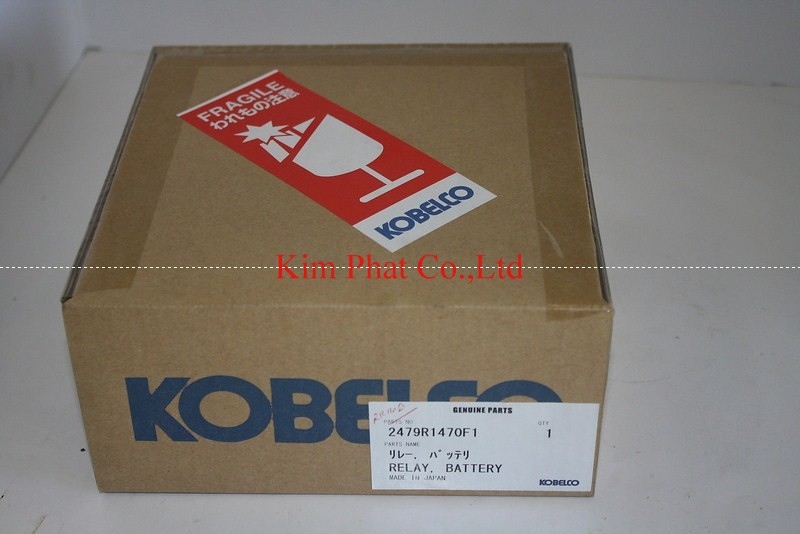 FRAGILE
われもの注意
KOBELCO
Kim Phat Co.,Ltd
KOBELCO
GENUINE PARTS
PARTS NO
QTY
2479R1470F1
1
PARTS NAME
リレー. バッテリ
RELAY. BATTERY
MADE IN JAPAN
KOBELCO